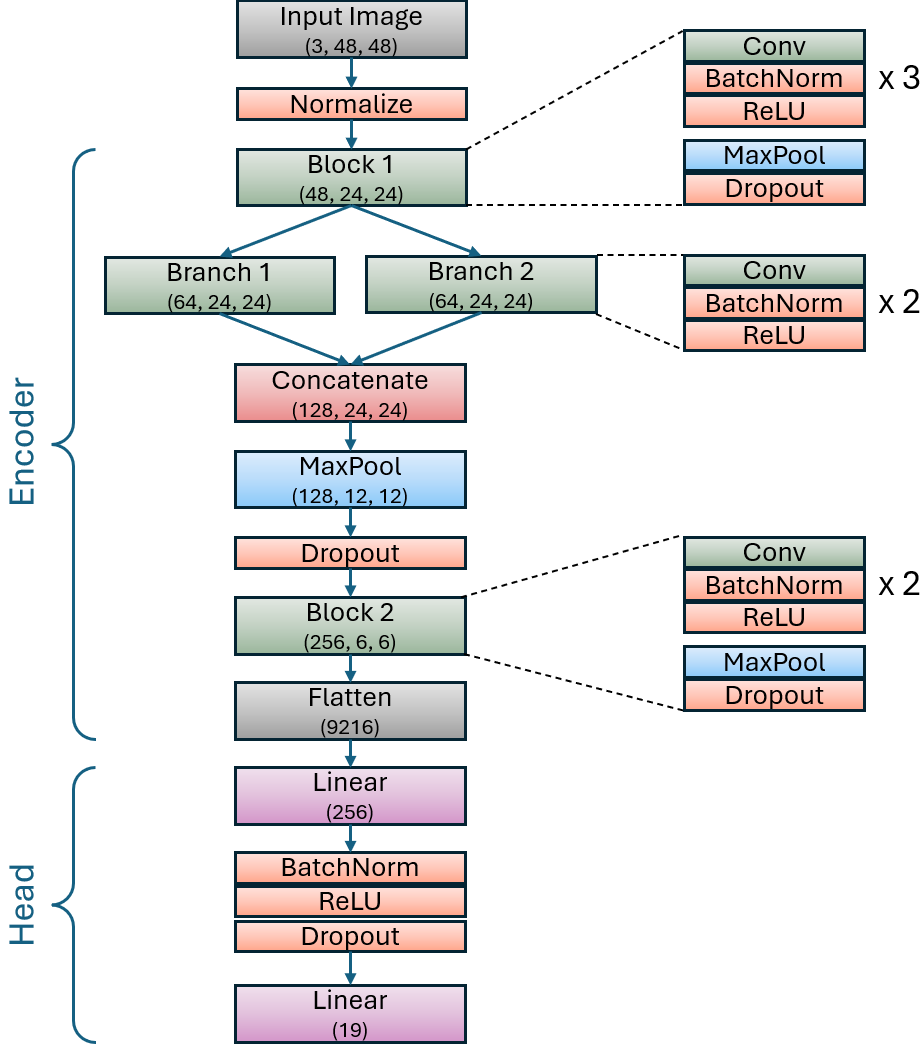 Input Image
(3, 48, 48)
Normalize
Block 1
(48, 24, 24)
Conv
BatchNorm
ReLU
x 3
MaxPool
Dropout
Branch 1
(64, 24, 24)
Branch 2
(64, 24, 24)
Conv
BatchNorm
ReLU
x 2
Concatenate
(128, 24, 24)
MaxPool
(128, 12, 12)
Dropout
Block 2
(256, 6, 6)
Conv
BatchNorm
ReLU
x 2
MaxPool
Dropout
Flatten
(9216)
Encoder
Linear
(256)
BatchNorm
ReLU
Dropout
Linear
(19)
Head